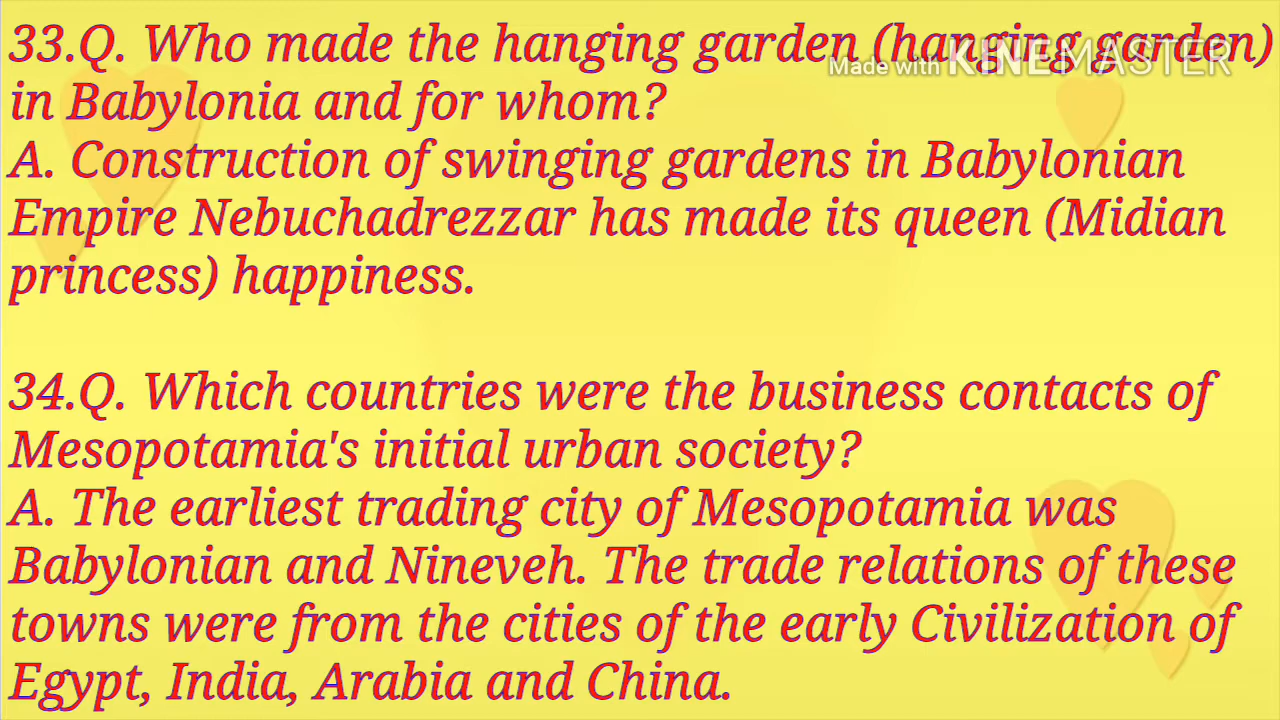 33.Q. Who made the hanging garden (hanging garden)
Made with KINEMASTER
in Babylonia and for whom?
A. Construction of swinging gardens in Babylonian
Empire Nebuchadrezzar has made its queen (Midian
princess) happiness.
34.Q. Which countries were the business contacts of
Mesopotamia's initial urban society?
A. The earliest trading city of Mesopotamia was
Babylonian and Nineveh. The trade relations of these
towns were from the cities of the early Civilization of
Egypt, India, Arabia and China.